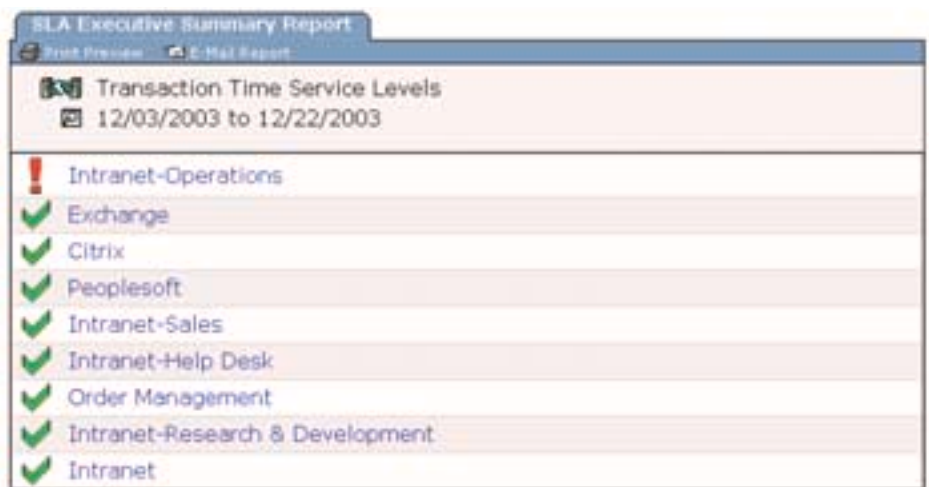 SLA Executive Summary Report
Print Preview E-Mail Report
Transaction Time Service Levels
12/03/2003 to 12/22/2003
Intranet-Operations
Exchange
Citrix
Peoplesoft
Intranet-Sales
Intranet-Help Desk
Order Management
Intranet-Research & Development
Intranet